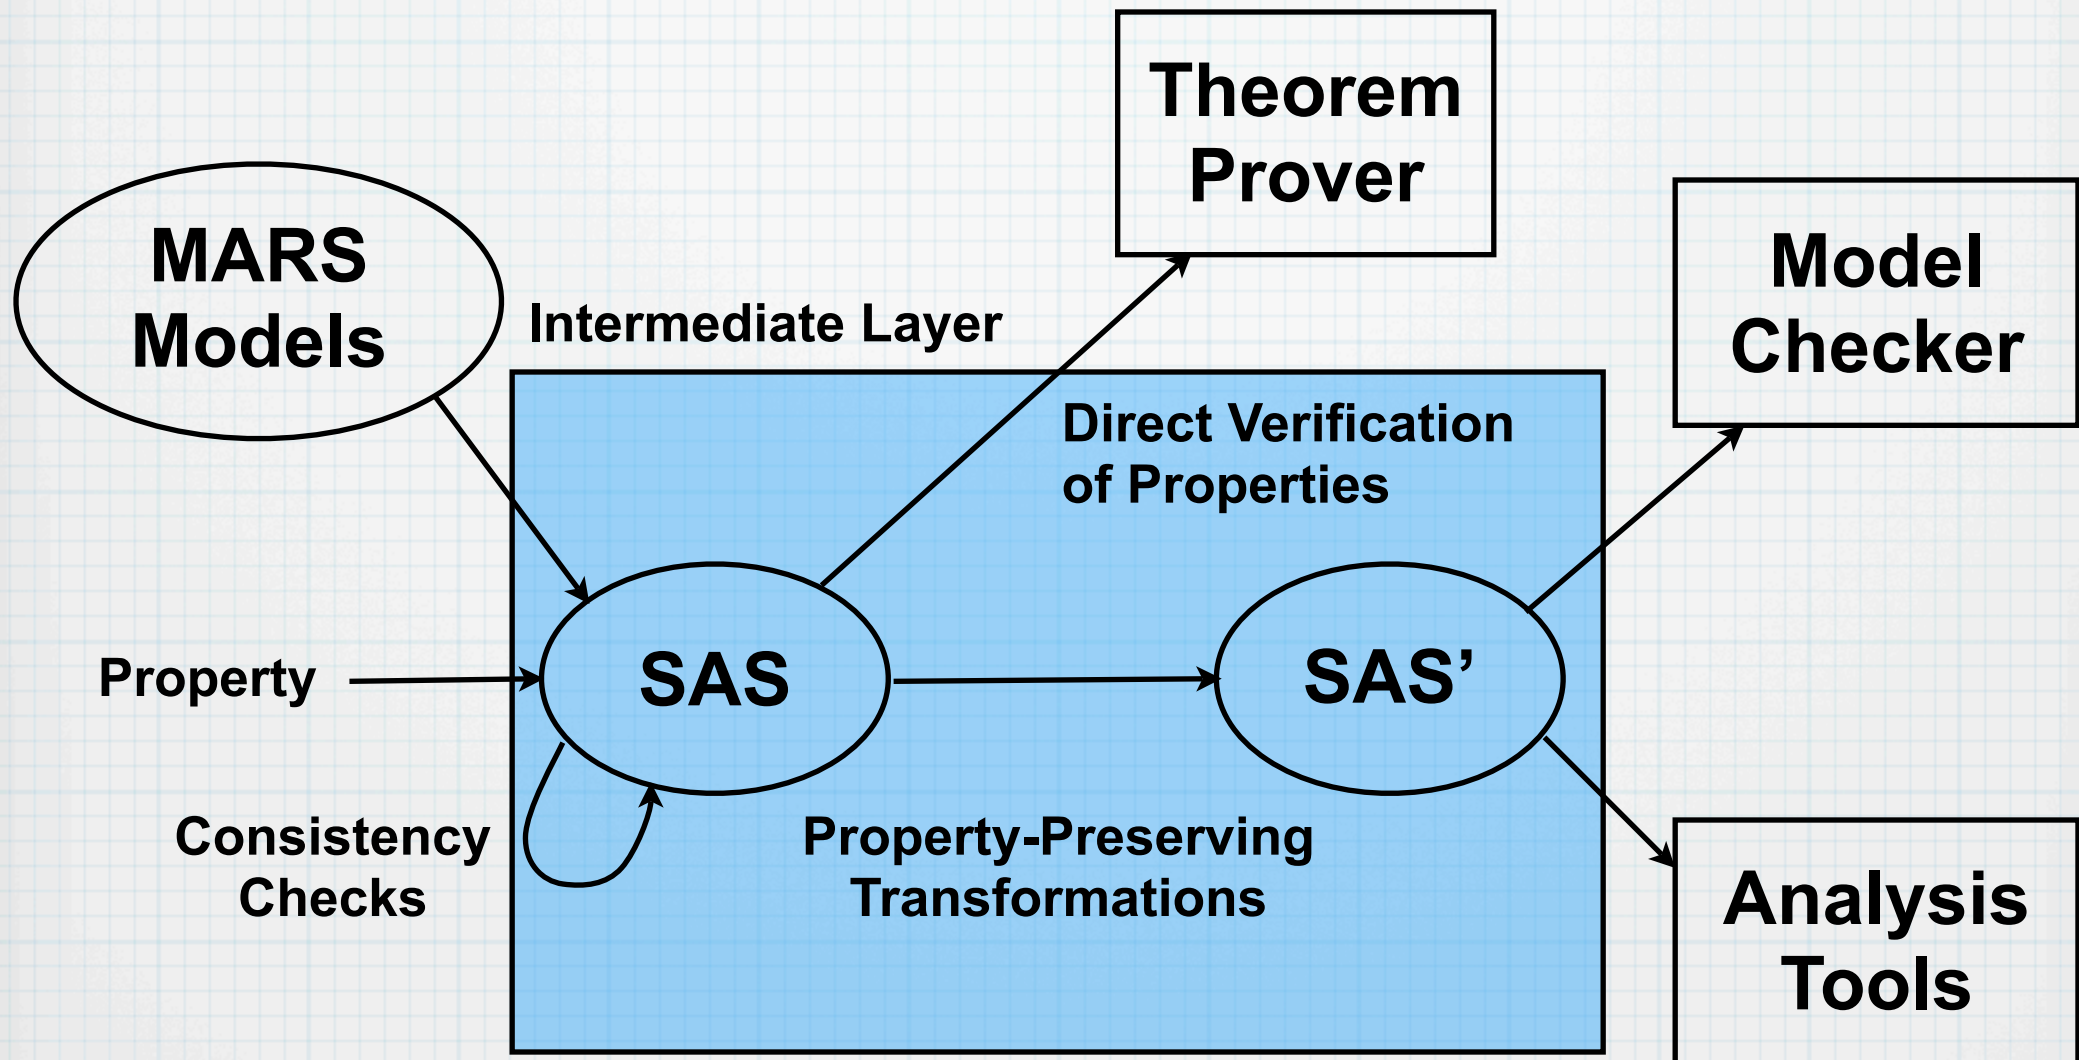 Theorem
Prover
MARS
Models
Model
Checker
Intermediate Layer
Direct Verification
of Properties
Property
SAS
SAS’
Consistency
Checks
Property-Preserving
Transformations
Analysis
Tools